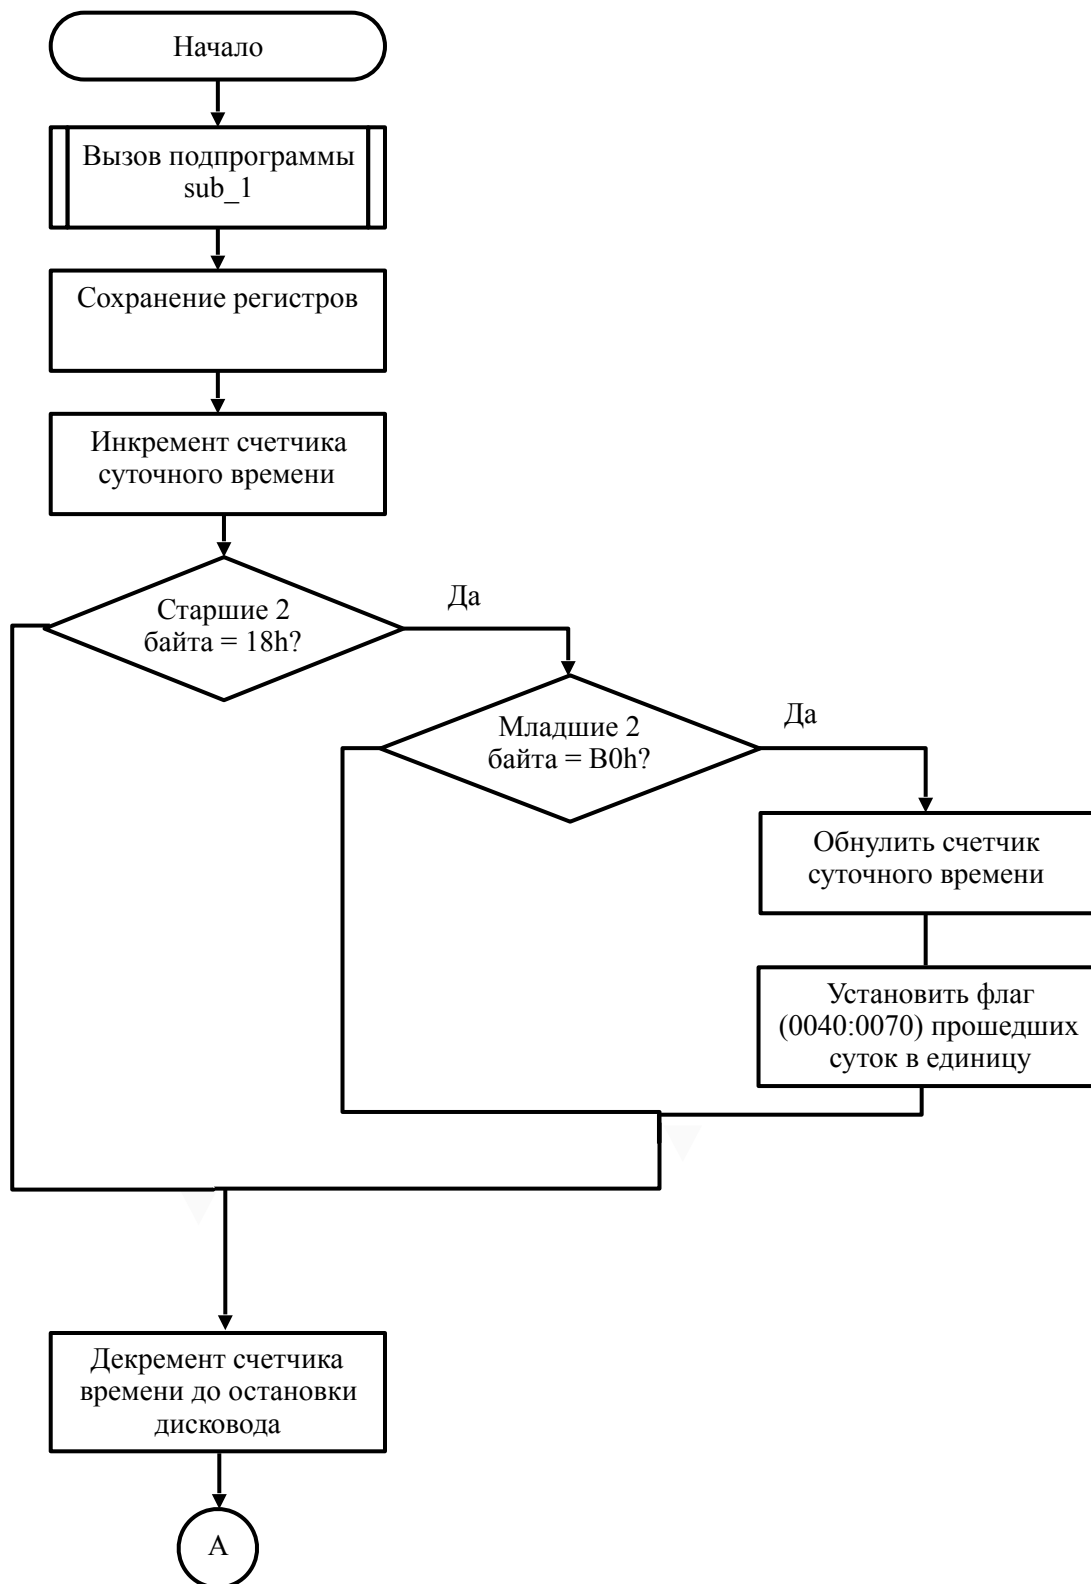 Начало
Вызов подпрограммы
sub_1
Сохранение регистров
Инкремент счетчика
суточного времени
Старшие 2
байта = 18h?
Да
Младшие 2
байта = B0h?
Да
Обнулить счетчик
суточного времени
Установить флаг
(0040:0070) прошедших
суток в единицу
Декремент счетчика
времени до остановки
дисковода
А